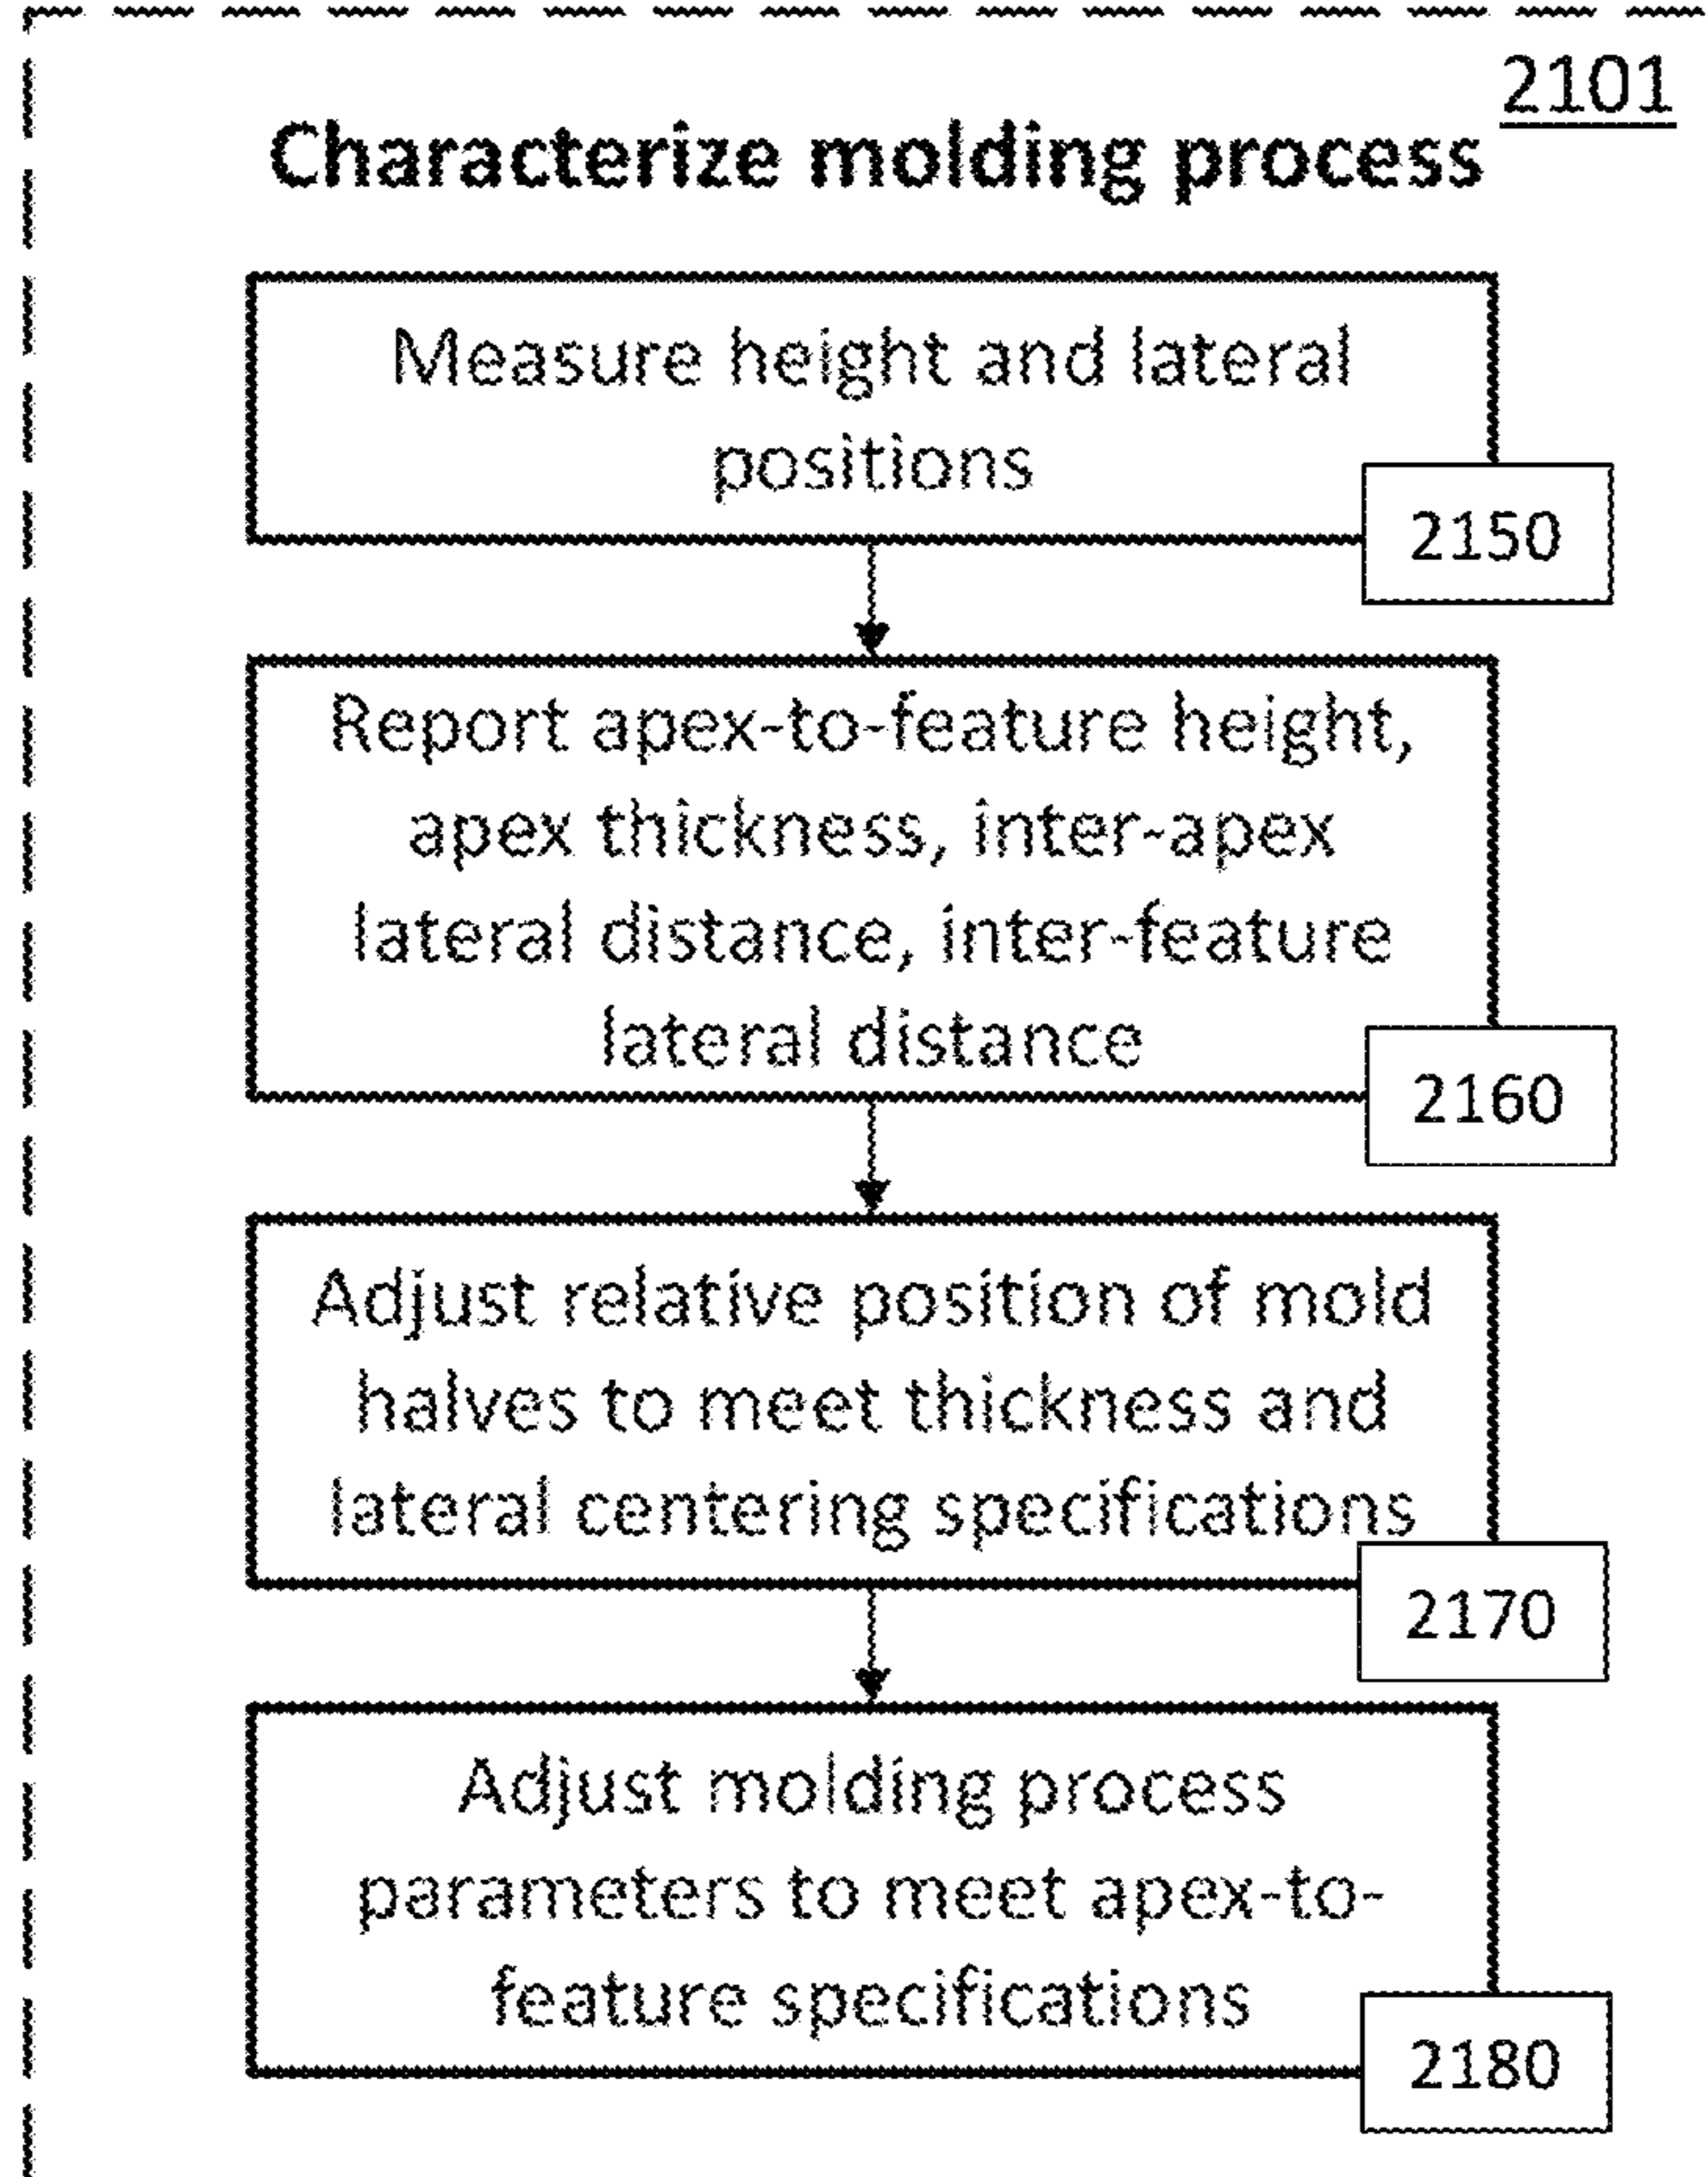 2101
Characterize molding process
Measure height and lateral
positions
2150
Report apex-to-feature height,
apex thickness, inter-apex
lateral distance, inter-feature
lateral distance
2160
Adjust relative position of mold
halves to meet thickness and
lateral centering specifications
2170
Adjust molding process
parameters to meet apex-to-
feature specifications
2180